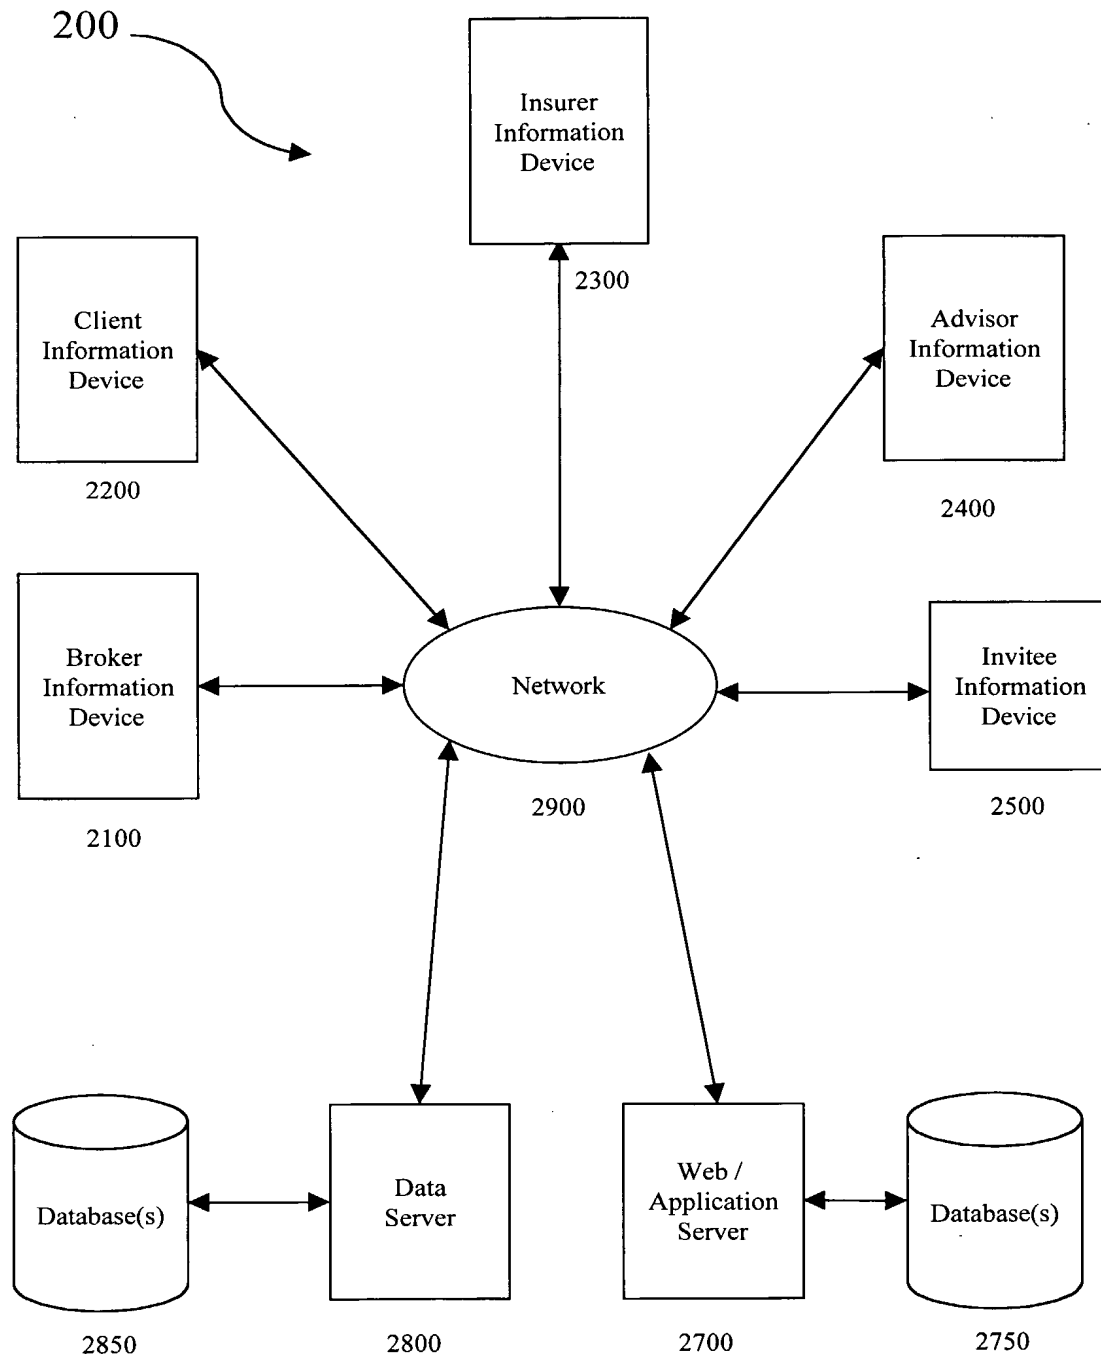 200
Insurer
Information
Device
2300
Client
Information
Device
2200
Advisor
Information
Device
2400
Broker
Information
Device
2100
Network
2900
Invitee
Information
Device
2500
Database(s)
2850
Data
Server
2800
Web /
Application
Server
2700
Database(s)
2750